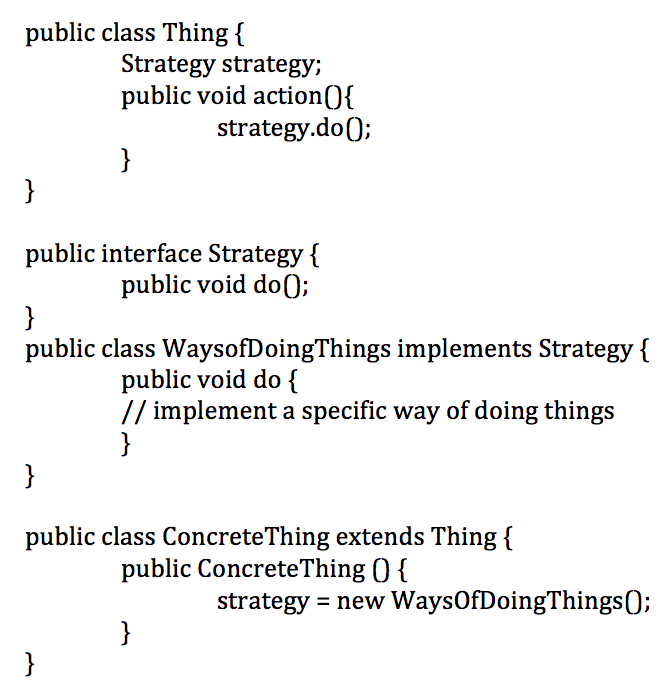 public class Thing {
Strategy strategy;
public void action(){
strategy.do();
}
}
public interface Strategy {
public void do();
}
public class WaysofDoingThings implements Strategy {
public void do {
// implement a specific way of doing things
}
}
public class ConcreteThing extends Thing {
public ConcreteThing () {
strategy = new WaysOfDoingThings();
}
}